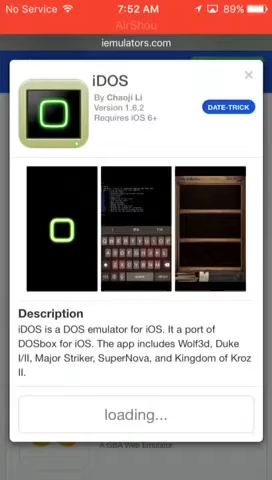 No Service 7:52 AM 89%
AirShou
iemulators.com
iDOS
×
By Chaoji Li
Version 1.6.2
Requires iOS 6+
DATE-TRICK
Description
iDOS is a DOS emulator for iOS. It a port of
DOSbox for iOS. The app includes Wolf3d, Duke
I/II, Major Striker, SuperNova, and Kingdom of Kroz
II.
loading...
A GBA Web Emulator